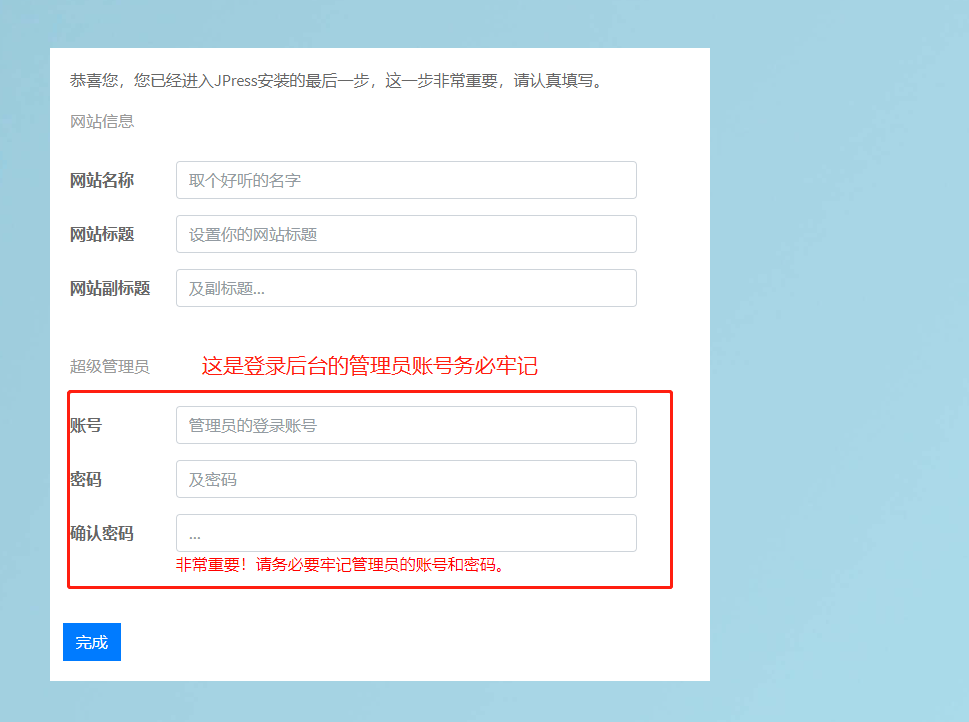 恭喜您，您已经进入JPress安装的最后一步，这一步非常重要，请认真填写。
网站信息
网站名称 取个好听的名字
网站标题 设置你的网站标题
网站副标题 及副标题...
超级管理员 这是登录后台的管理员账号务必牢记
账号 管理员的登录账号
密码 及密码
确认密码 ...
非常重要！请务必要牢记管理员的账号和密码。
完成